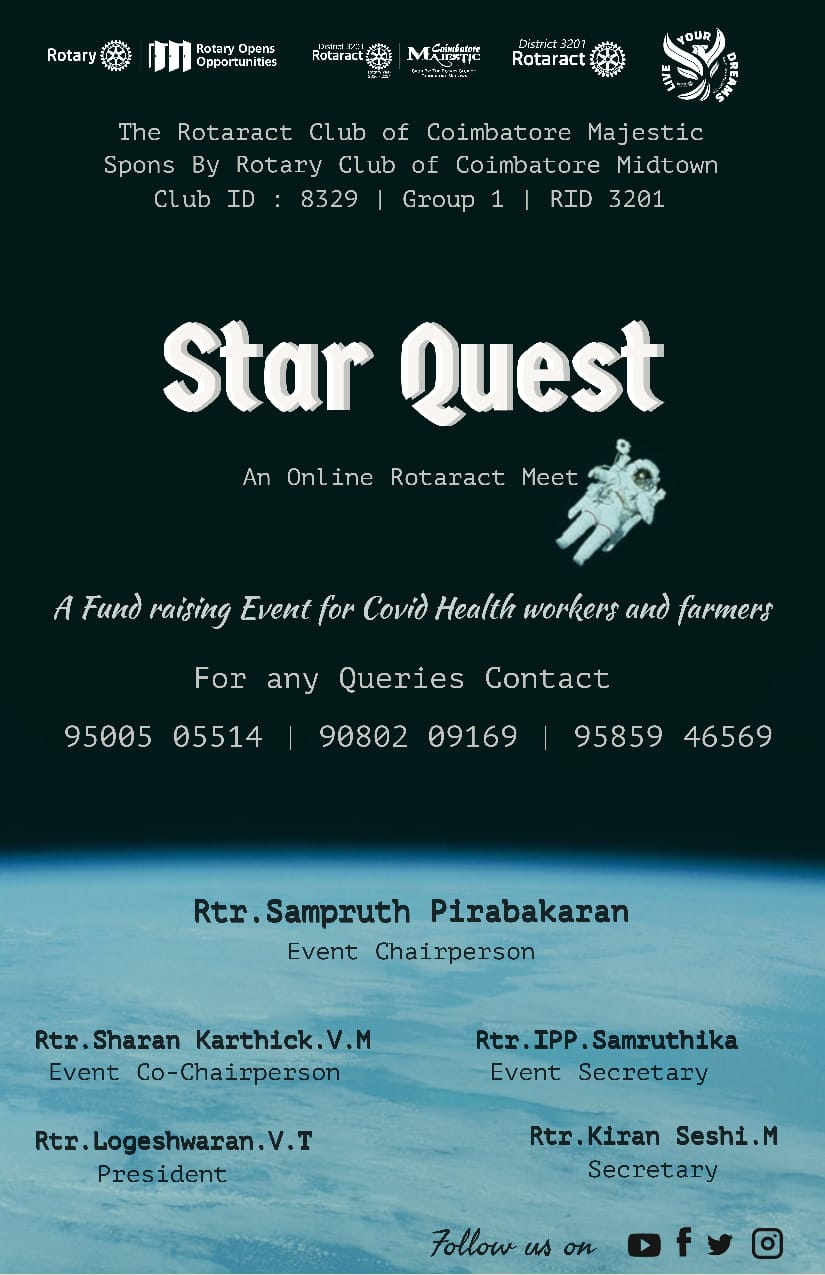 Rotary
Rotary Opens
Opportunities
District 3201
Rotaract
Coimbatore
Majestic
District 3201
Rotaract
LIVE YOUR DREAMS
The Rotaract Club of Coimbatore Majestic
Spons By Rotary Club of Coimbatore Midtown
Club ID : 8329 | Group 1 | RID 3201
Star Quest
An Online Rotaract Meet
A Fund raising Event for Covid Health workers and farmers
For any Queries Contact
95005 05514 | 90802 09169 | 95859 46569
Rtr.Sampruth Pirabakaran
Event Chairperson
Rtr.Sharan Karthick.V.M
Event Co-Chairperson
Rtr.IPP.Samruthika
Event Secretary
Rtr.Logeshwaran.V.T
President
Rtr.Kiran Seshi.M
Secretary
Follow us on